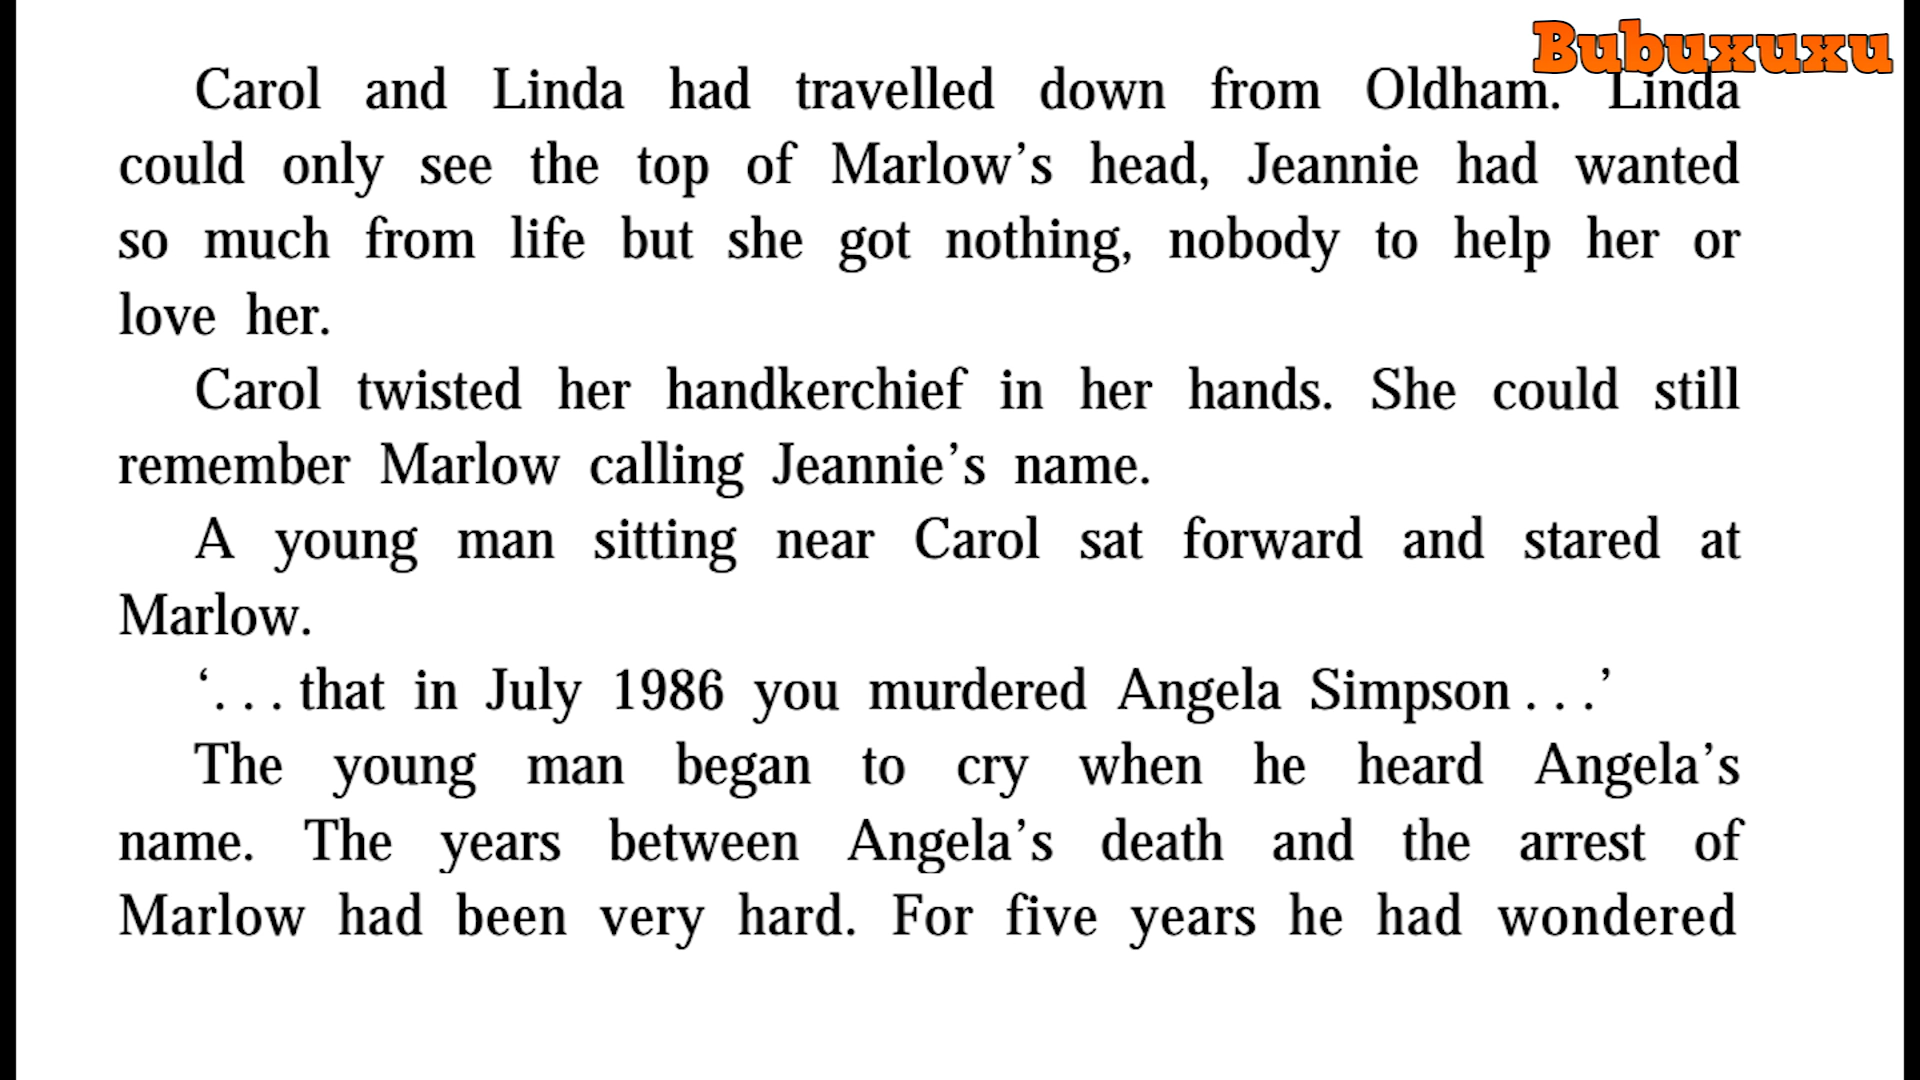 Bubuxuxu
Carol and Linda had travelled down from Oldham. Linda
could only see the top of Marlow’s head, Jeannie had wanted
so much from life but she got nothing, nobody to help her or
love her.
Carol twisted her handkerchief in her hands. She could still
remember Marlow calling Jeannie’s name.
A young man sitting near Carol sat forward and stared at
Marlow.
‘. . . that in July 1986 you murdered Angela Simpson . . .’
The young man began to cry when he heard Angela’s
name. The years between Angela’s death and the arrest of
Marlow had been very hard. For five years he had wondered